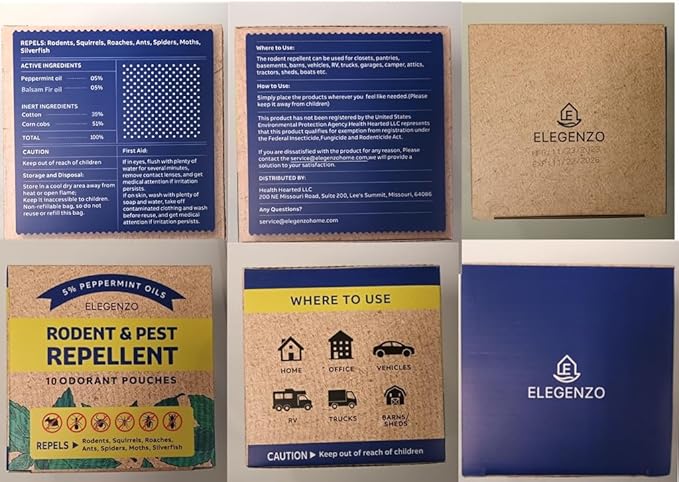 REPELS: Rodents, Squirrels, Roaches, Ants, Spiders, Moths,
Silverfish
ACTIVE INGREDIENTS
Peppermint oil 05%
Balsam Fir oil 05%
INERT INGREDIENTS
Cotton 39%
Corn cobs 51%
TOTAL 100%
CAUTION
Keep out of reach of children
Storage and Disposal:
Store in a cool dry area away from
heat or open flame;
Keep it inaccessible to children.
Non-refillable bag, so do not
reuse or refill this bag.
First Aid:
If in eyes, flush with plenty of
water for several minutes,
remove contact lenses, and get
medical attention if irritation
persists.
If on skin, wash with plenty of
soap and water, take off
contaminated clothing and wash
before reuse, and get medical
attention if irritation persists.
Where to Use:
The rodent repellent can be used for closets, pantries,
basements, barns, vehicles, RV, trucks, garages, camper, attics,
tractors, sheds, boats etc.
How to Use:
Simply place the products wherever you feel like needed.(Please
keep it away from children)
This product has not been registered by the United States
Environmental Protection Agency Health Hearted LLC represents
that this product qualifies for exemption from registration under
the Federal Insecticide, Fungicide and Rodenticide Act.
If you are dissatisfied with the product for any reason, Please
contact the service@elegenzohome.com,we will provide a
solution to your satisfaction.
DISTRIBUTED BY:
Health Hearted LLC
200 NE Missouri Road, Suite 200, Lee's Summit, Missouri, 64086
Any Questions?
service@elegenzohome.com
E
ELEGENZO
MFG:11/23/2023
EXP:11/23/2026
5% PEPPERMINT OILS
ELEGENZO
RODENT & PEST
REPELLENT
10 ODORANT POUCHES
REPELS Rodents, Squirrels, Roaches,
Ants, Spiders, Moths, Silverfish
WHERE TO USE
HOME OFFICE VEHICLES
RV TRUCKS BARNS/
SHEDS
CAUTION Keep out of reach of children
E
ELEGENZO